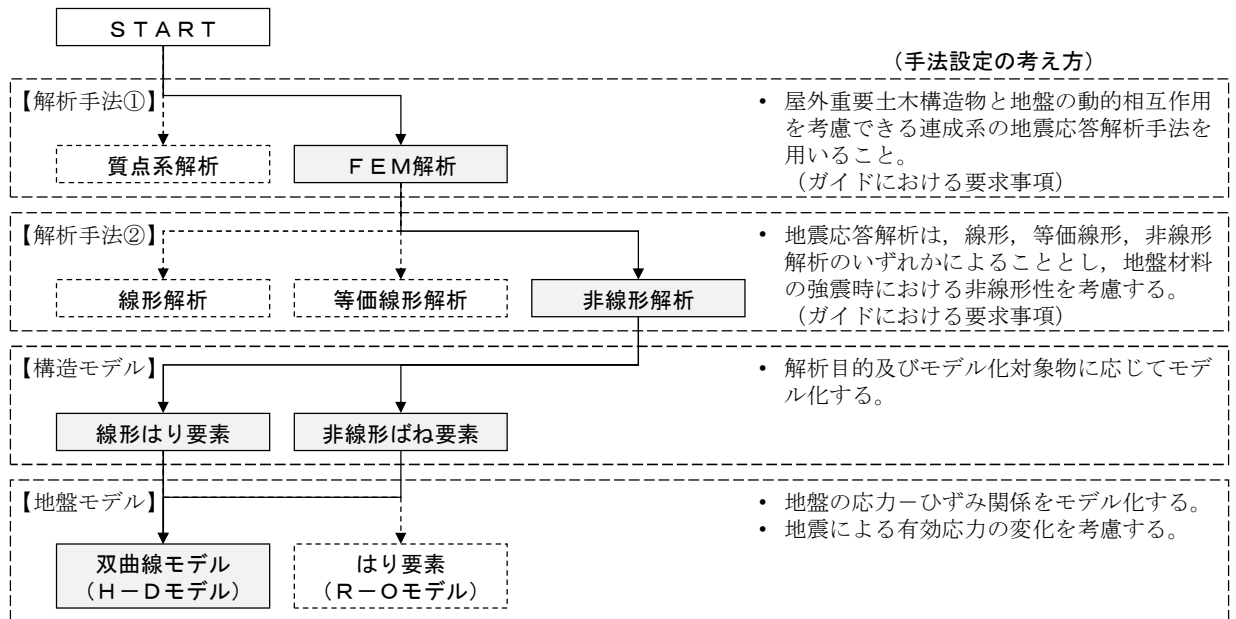 START
(手法設定の考え方)
【解析手法①】
質点系解析
FEM解析
• 屋外重要土木構造物と地盤の動的相互作用
を考慮できる連成系の地震応答解析手法を
用いること。
(ガイドにおける要求事項)
【解析手法②】
線形解析
等価線形解析
非線形解析
• 地震応答解析は,線形,等価線形,非線形
解析のいずれかによることとし,地盤材料
の強震時における非線形性を考慮する。
(ガイドにおける要求事項)
【構造モデル】
線形はり要素
非線形ばね要素
• 解析目的及びモデル化対象物に応じてモデ
ル化する。
【地盤モデル】
双曲線モデル
(H-Dモデル)
はり要素
(R-Oモデル)
• 地盤の応力-ひずみ関係をモデル化する。
• 地震による有効応力の変化を考慮する。